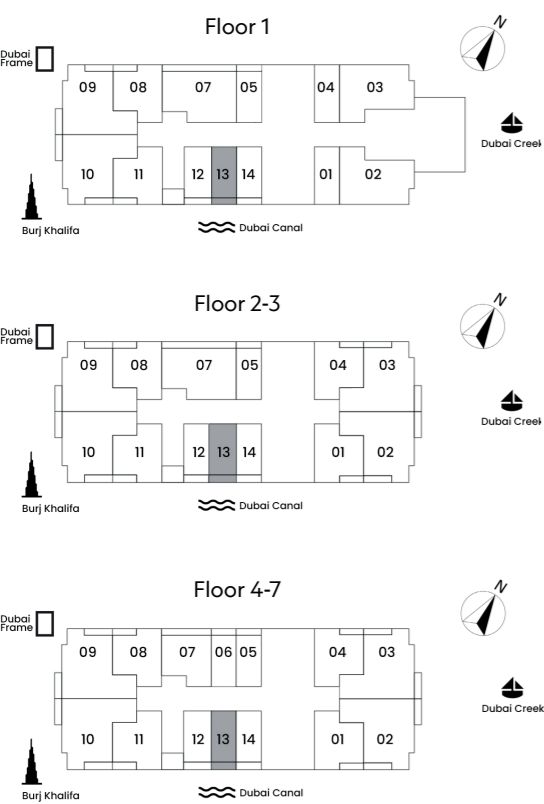 Floor 1
N
Dubai
Frame
09 08 07 05 04 03
Dubai Creek
10 11 12 13 14 01 02
Burj Khalifa
Dubai Canal
Floor 2-3
N
Dubai
Frame
09 08 07 05 04 03
Dubai Creek
10 11 12 13 14 01 02
Burj Khalifa
Dubai Canal
Floor 4-7
N
Dubai
Frame
09 08 07 06 05 04 03
Dubai Creek
10 11 12 13 14 01 02
Burj Khalifa
Dubai Canal